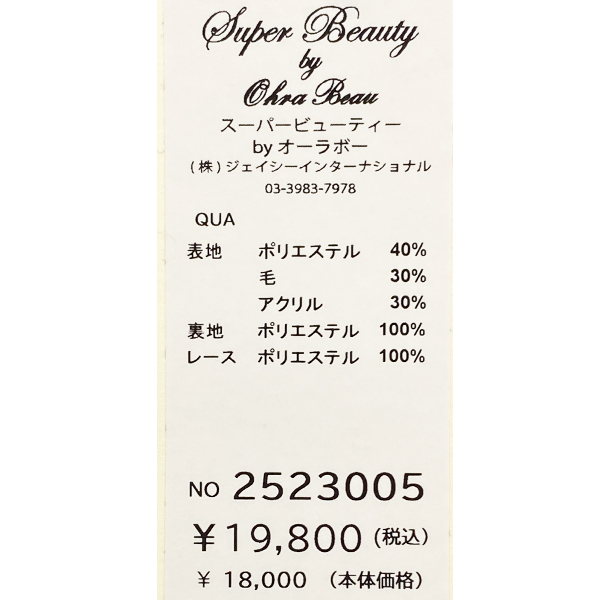 Super Beauty
by
Ohra Beau
スーパービューティー
by オーラボー
(株)ジェイシーインターナショナル
03-3983-7978
QUA
表地 ポリエステル 40%
毛 30%
アクリル 30%
裏地 ポリエステル 100%
レース ポリエステル 100%
NO 2523005
¥19,800(税込)
¥ 18,000 (本体価格)